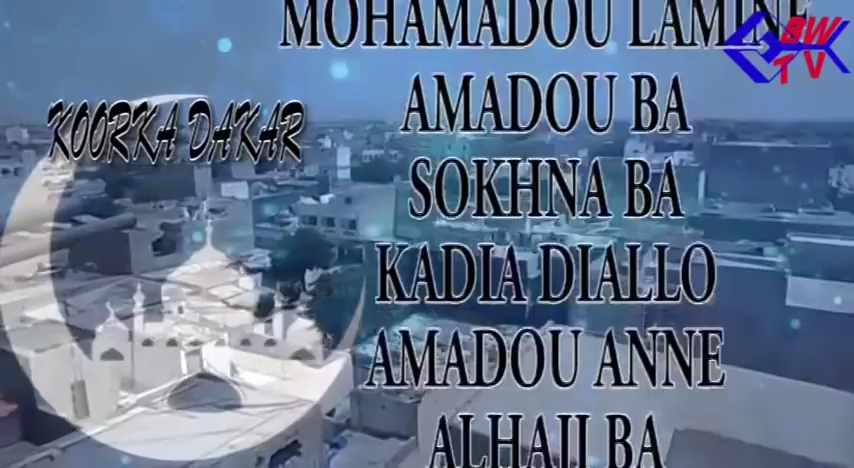 MOHAMADOU LAMINE
BW TV
AMADOU BA
KOORKA DAKAR
SOKHNA BA
KADIA DIALLO
AMADOU ANNE
ALHAJI BA